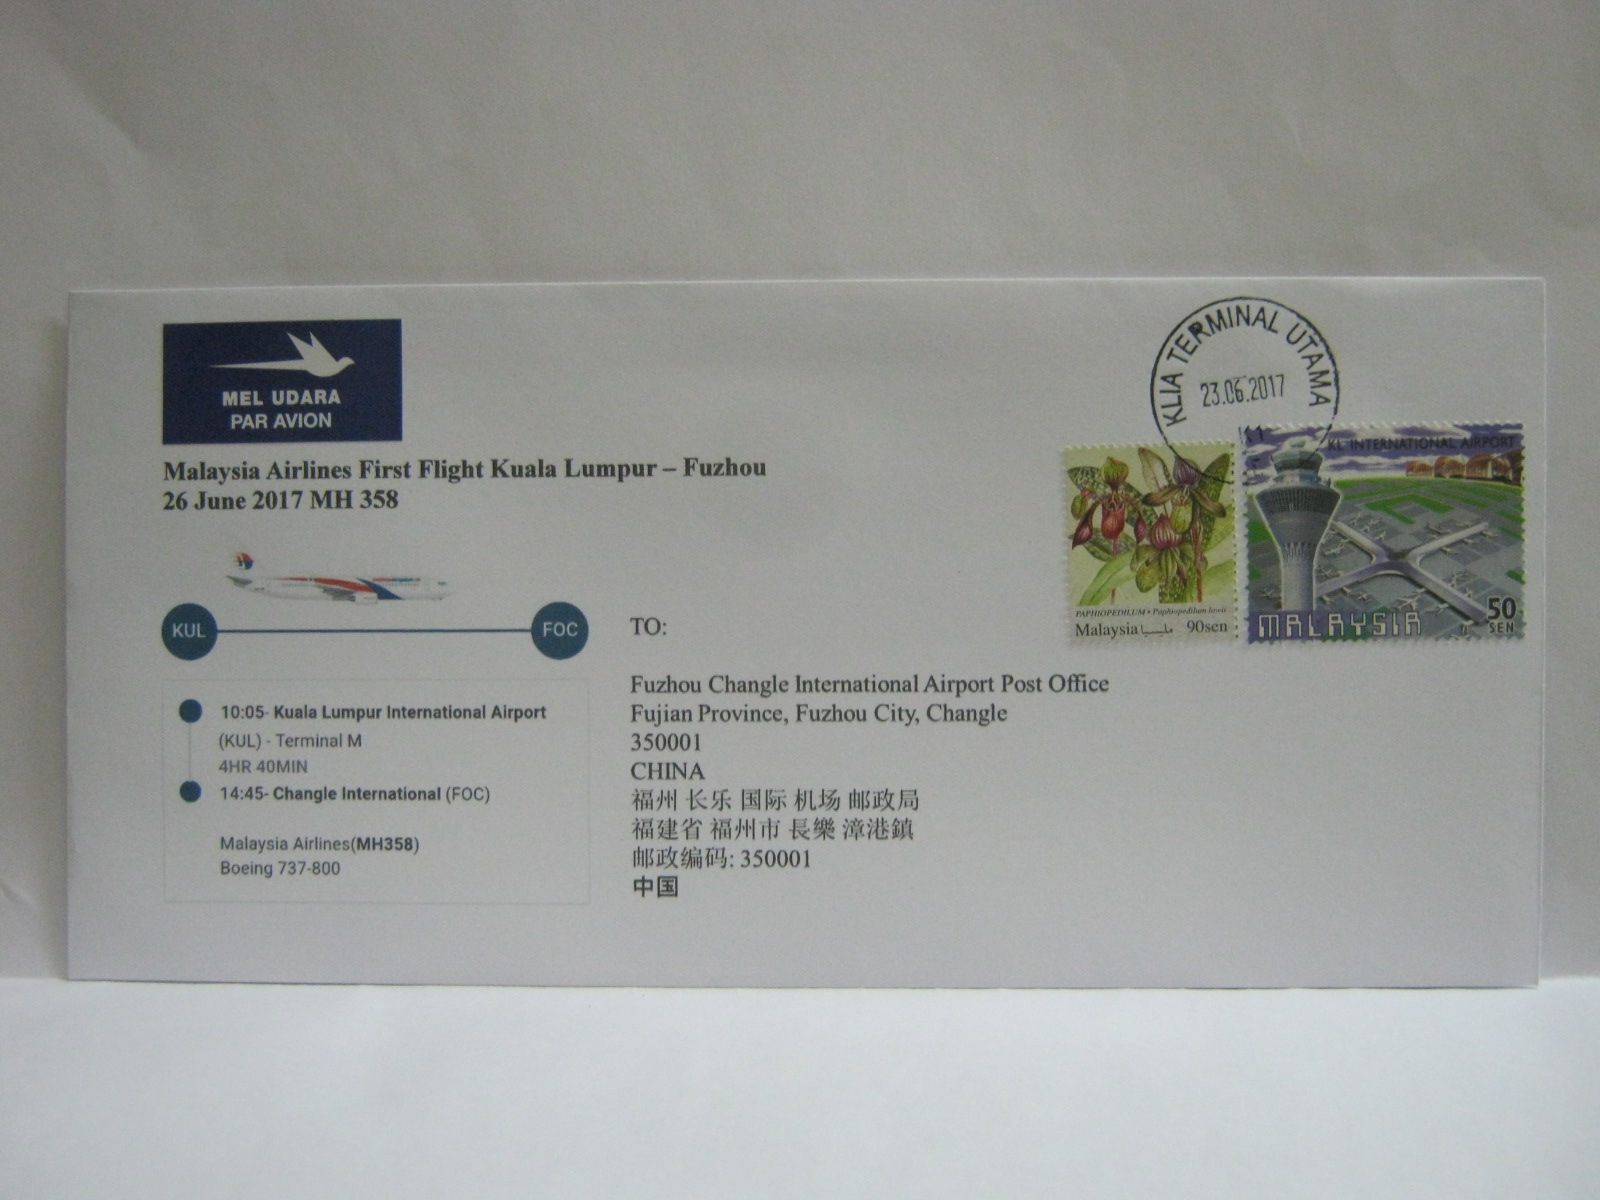 MEL UDARA
PAR AVION
Malaysia Airlines First Flight Kuala Lumpur – Fuzhou
26 June 2017 MH 358
KUL
FOC
10:05- Kuala Lumpur International Airport
(KUL) - Terminal M
4HR 40MIN
14:45- Changle International (FOC)
Malaysia Airlines(MH358)
Boeing 737-800
TO:
Fuzhou Changle International Airport Post Office
Fujian Province, Fuzhou City, Changle
350001
CHINA
福州 长乐 国际 机场 邮政局
福建省 福州市 長樂 漳港鎮
邮政编码: 350001
中国
KLIA TERMINAL UTAMA
23.06.2017
PAPHIOPEDILUM • Paphiopedilum lowii
Malaysia مليسيا 90sen
KL INTERNATIONAL AIRPORT
MALAYSIA
50
SEN